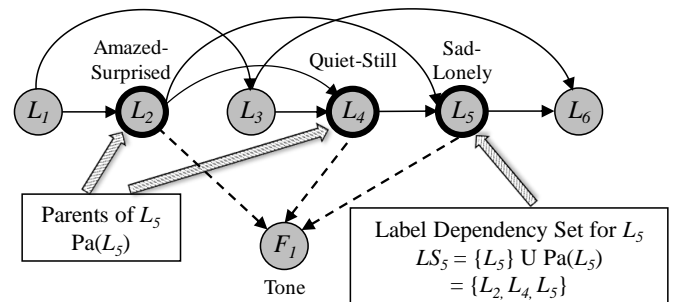 Amazed-
Surprised
Quiet-Still
Sad-
Lonely
L1 L2 L3 L4 L5 L6
Parents of L5
Pa(L5)
F1
Tone
Label Dependency Set for L5
LS5 = {L5} U Pa(L5)
= {L2, L4, L5}